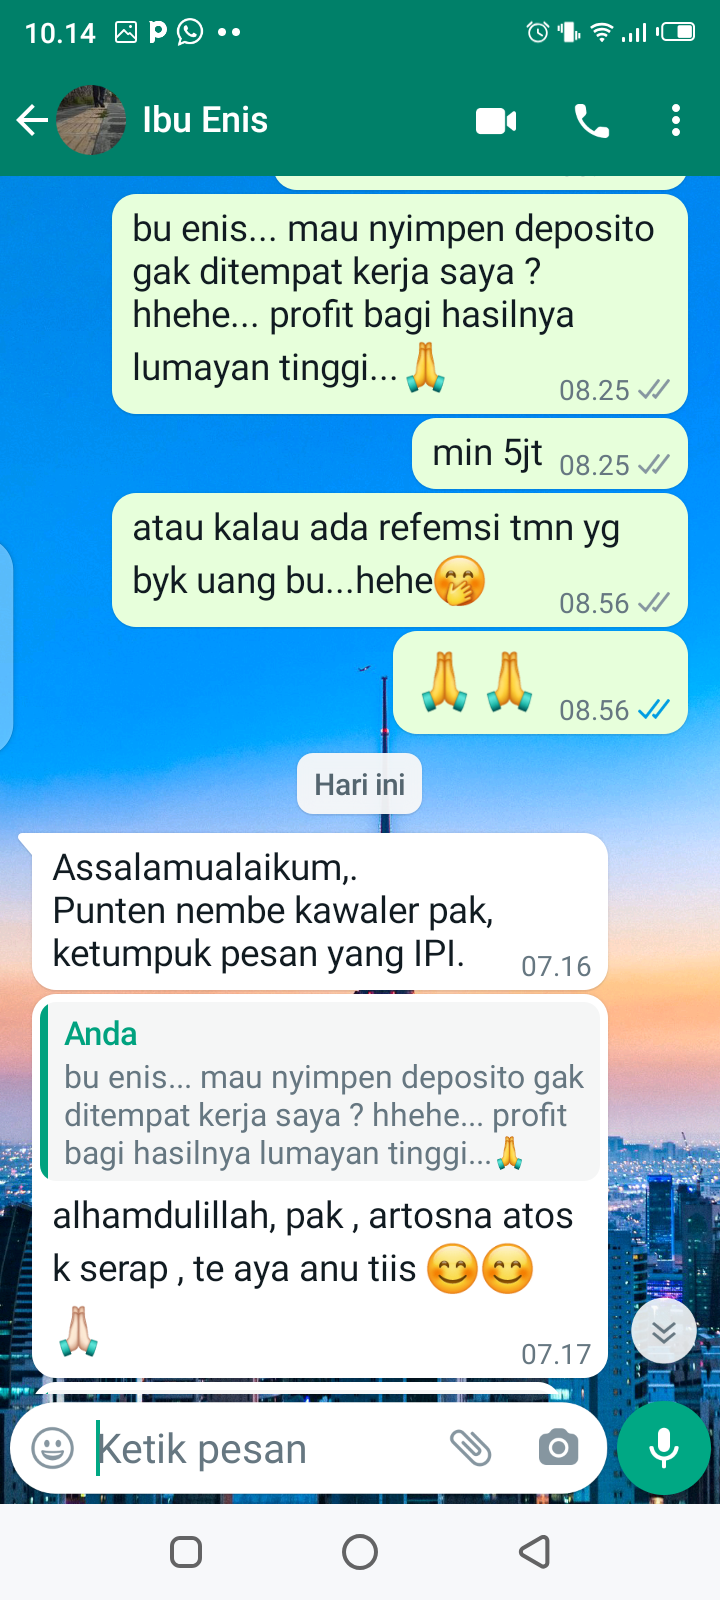 10.14
Ibu Enis
bu enis... mau nyimpen deposito
gak ditempat kerja saya ?
hhehe... profit bagi hasilnya
lumayan tinggi...🙏
08.25
min 5jt 08.25
atau kalau ada refemsi tmn yg
byk uang bu...hehe🤭
08.56
🙏 🙏 08.56
Hari ini
Assalamualaikum,.
Punten nembe kawaler pak,
ketumpuk pesan yang IPI.
07.16
Anda
bu enis... mau nyimpen deposito gak
ditempat kerja saya ? hhehe... profit
bagi hasilnya lumayan tinggi...🙏
alhamdulillah, pak , artosna atos
k serap , te aya anu tiis 😊😊
🙏🏻
07.17
Ketik pesan